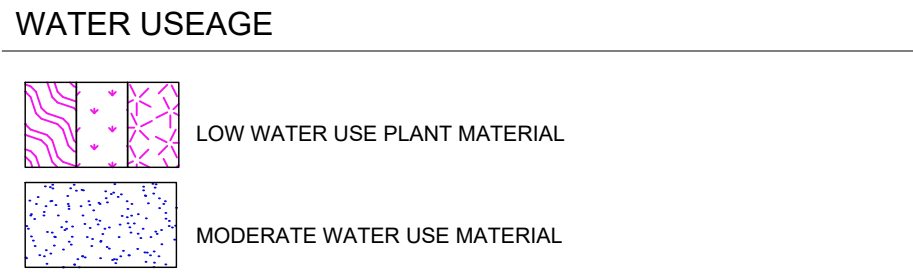 WATER USEAGE
LOW WATER USE PLANT MATERIAL
MODERATE WATER USE MATERIAL